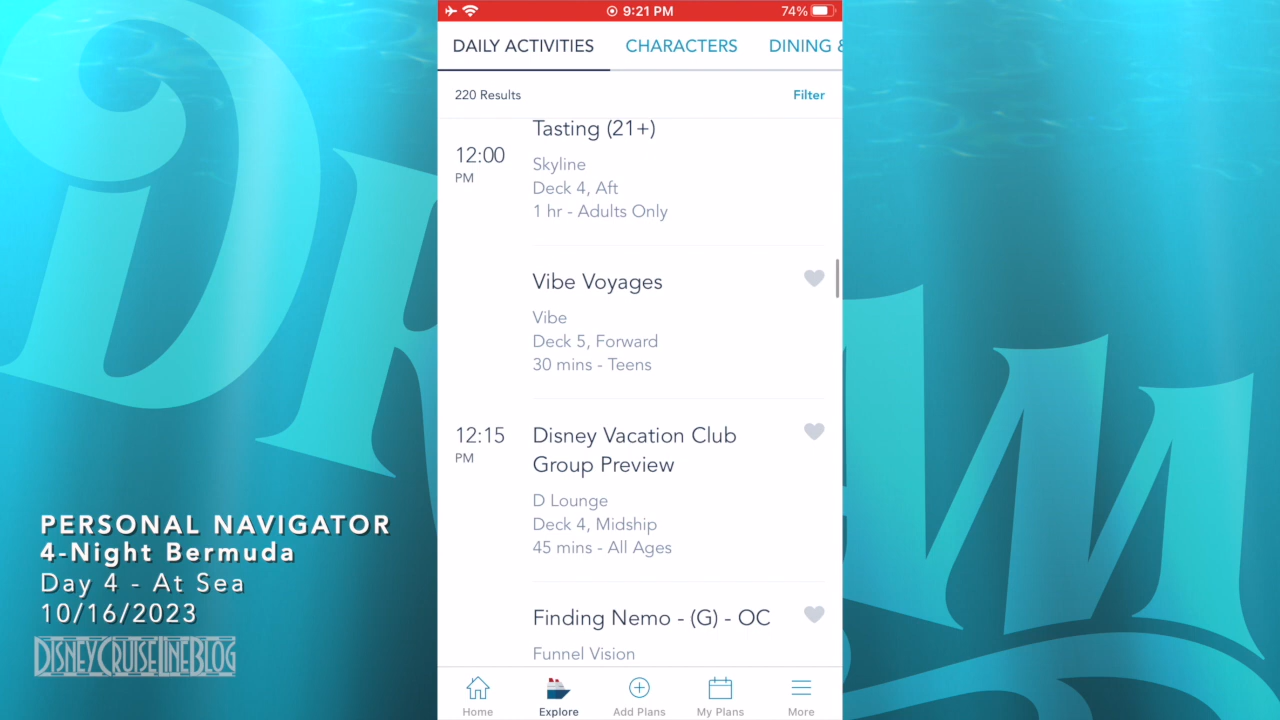 9:21 PM
74%
DAILY ACTIVITIES
CHARACTERS
DINING &
220 Results
Filter
Tasting (21+)
12:00
PM
Skyline
Deck 4, Aft
1 hr - Adults Only
Vibe Voyages
Vibe
Deck 5, Forward
30 mins - Teens
12:15
PM
Disney Vacation Club
Group Preview
D Lounge
Deck 4, Midship
45 mins - All Ages
Finding Nemo - (G) - OC
Funnel Vision
Home
Explore
Add Plans
My Plans
More
PERSONAL NAVIGATOR
4-Night Bermuda
Day 4 - At Sea
10/16/2023
DISNEYCRUISELINEBLOG